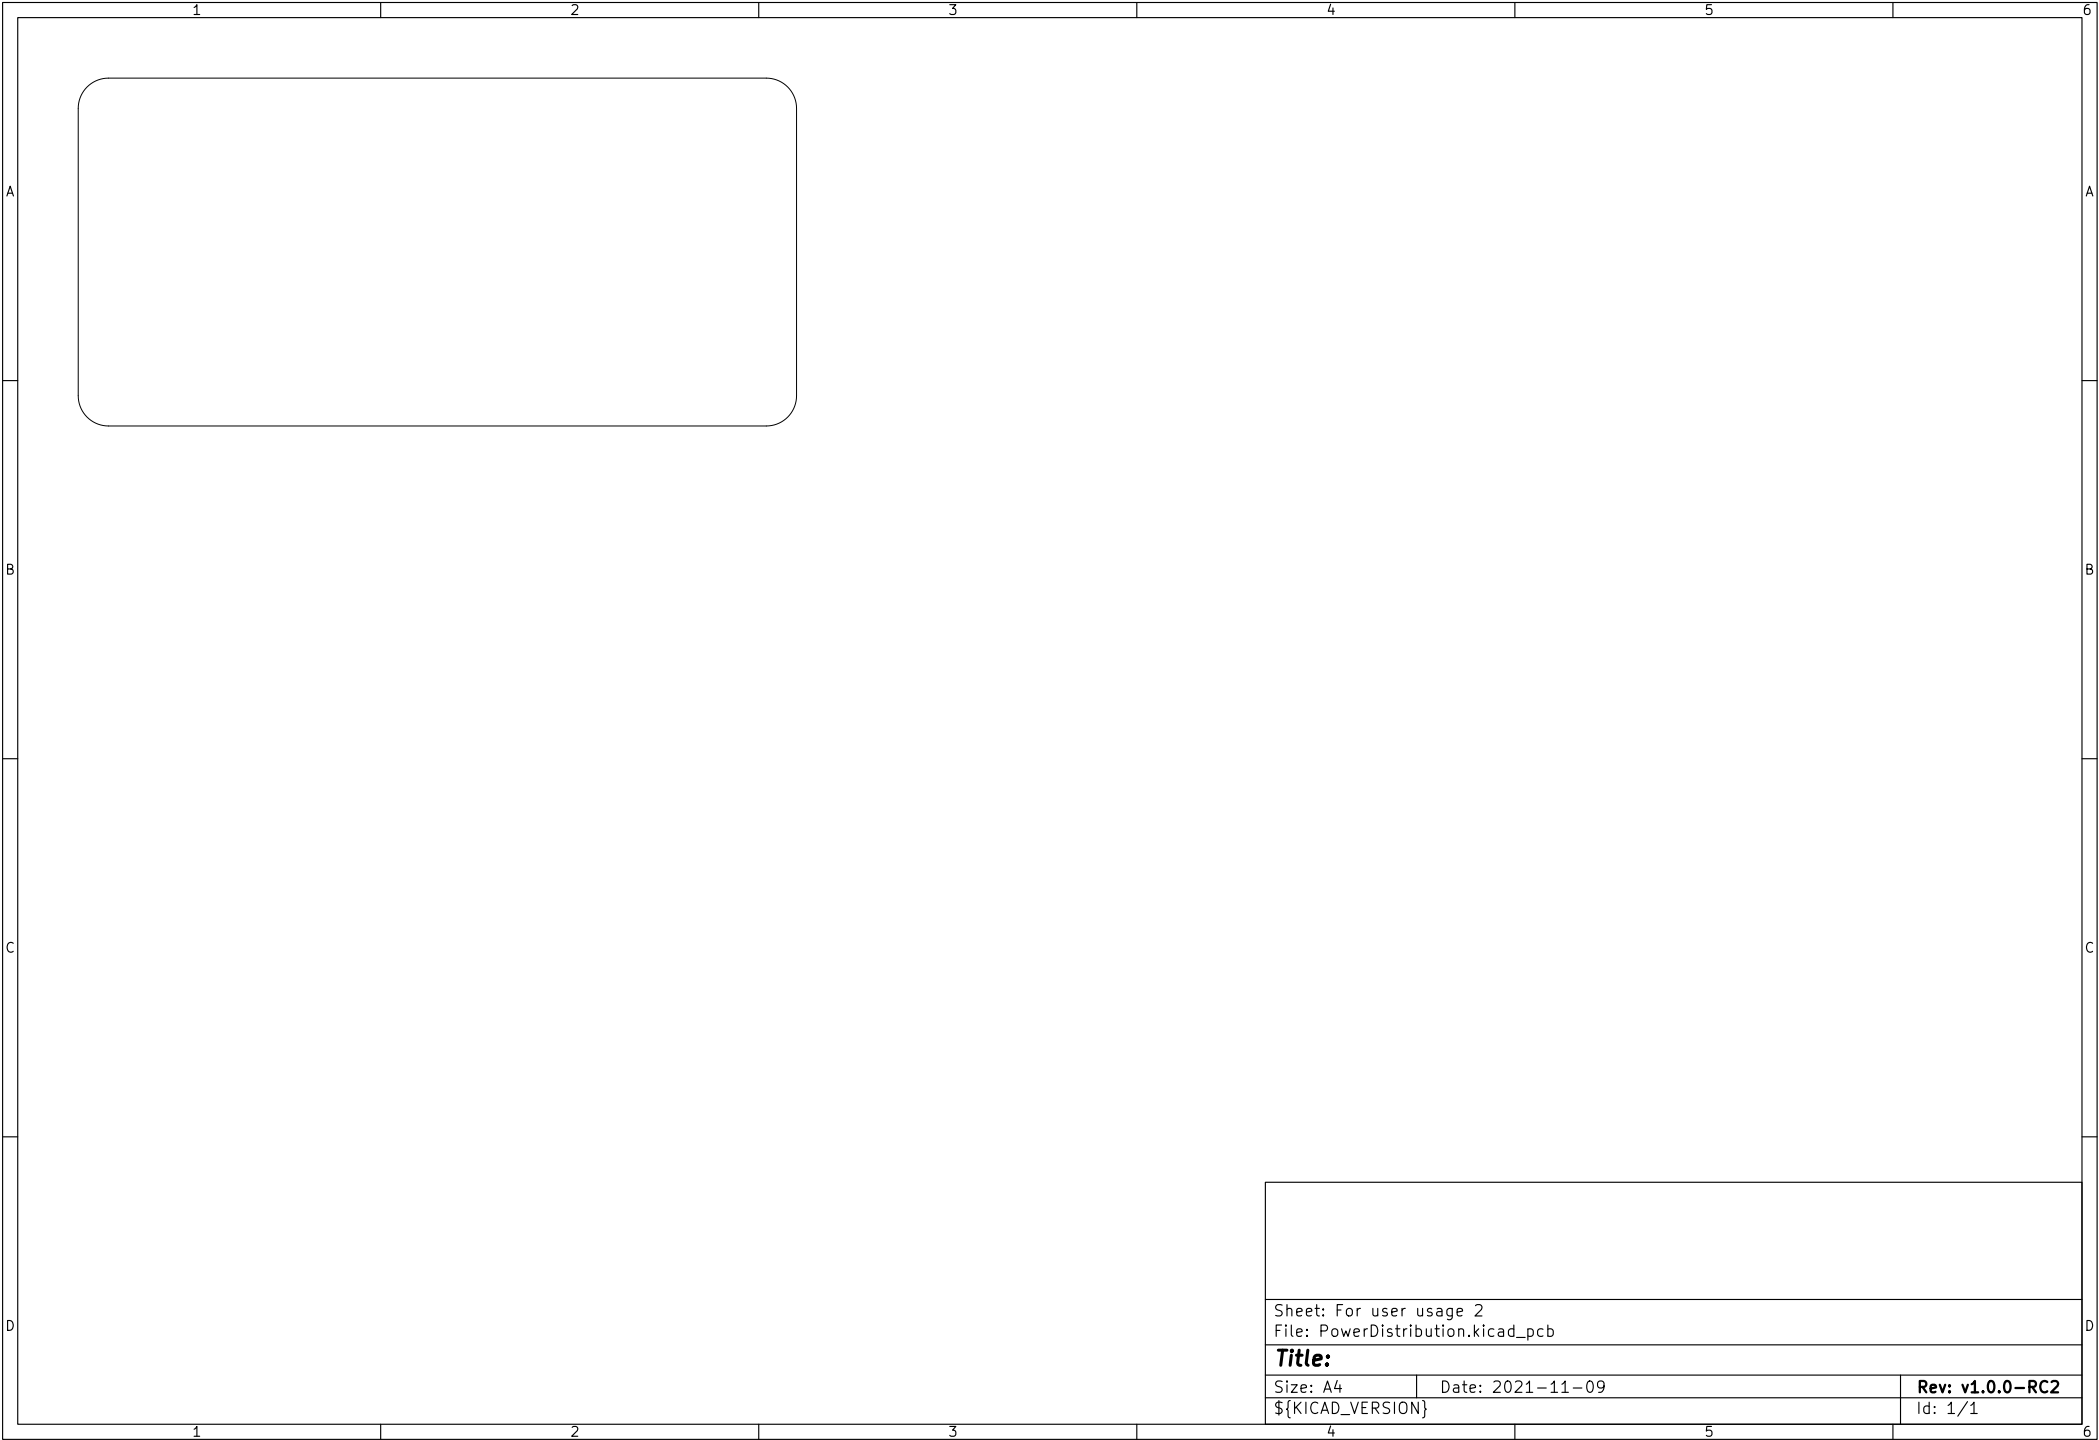 1 2 3 4 5 6
A A
B B
C C
D D
Sheet: For user usage 2
File: PowerDistribution.kicad_pcb
Title:
Size: A4 Date: 2021-11-09 Rev: v1.0.0-RC2
${KICAD_VERSION} Id: 1/1
1 2 3 4 5 6